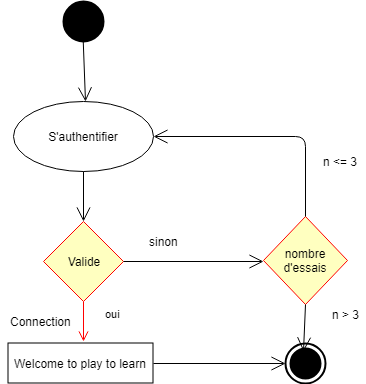 S'authentifier
n <= 3
sinon
Valide
nombre
d'essais
oui
n > 3
Connection
Welcome to play to learn